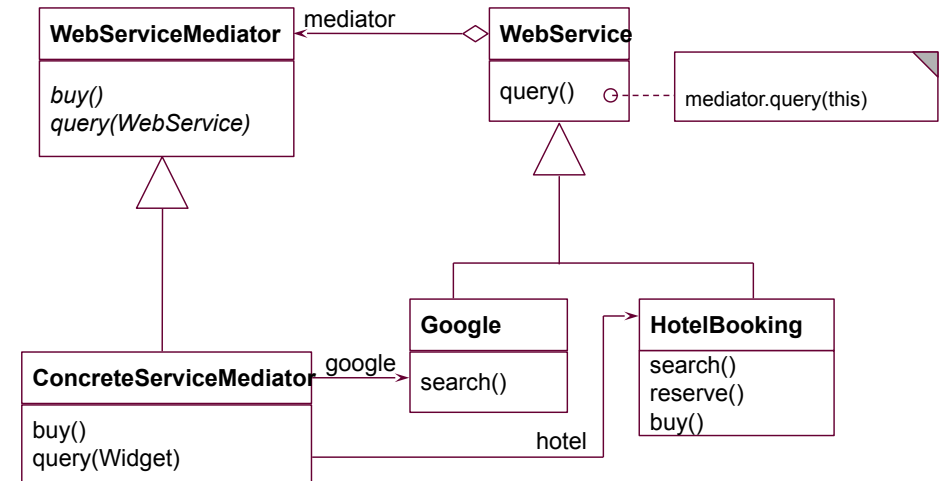 mediator
WebServiceMediator
buy()
query(WebService)
WebService
query()
mediator.query(this)
Google
search()
HotelBooking
search()
reserve()
buy()
ConcreteServiceMediator
buy()
query(Widget)
google
hotel